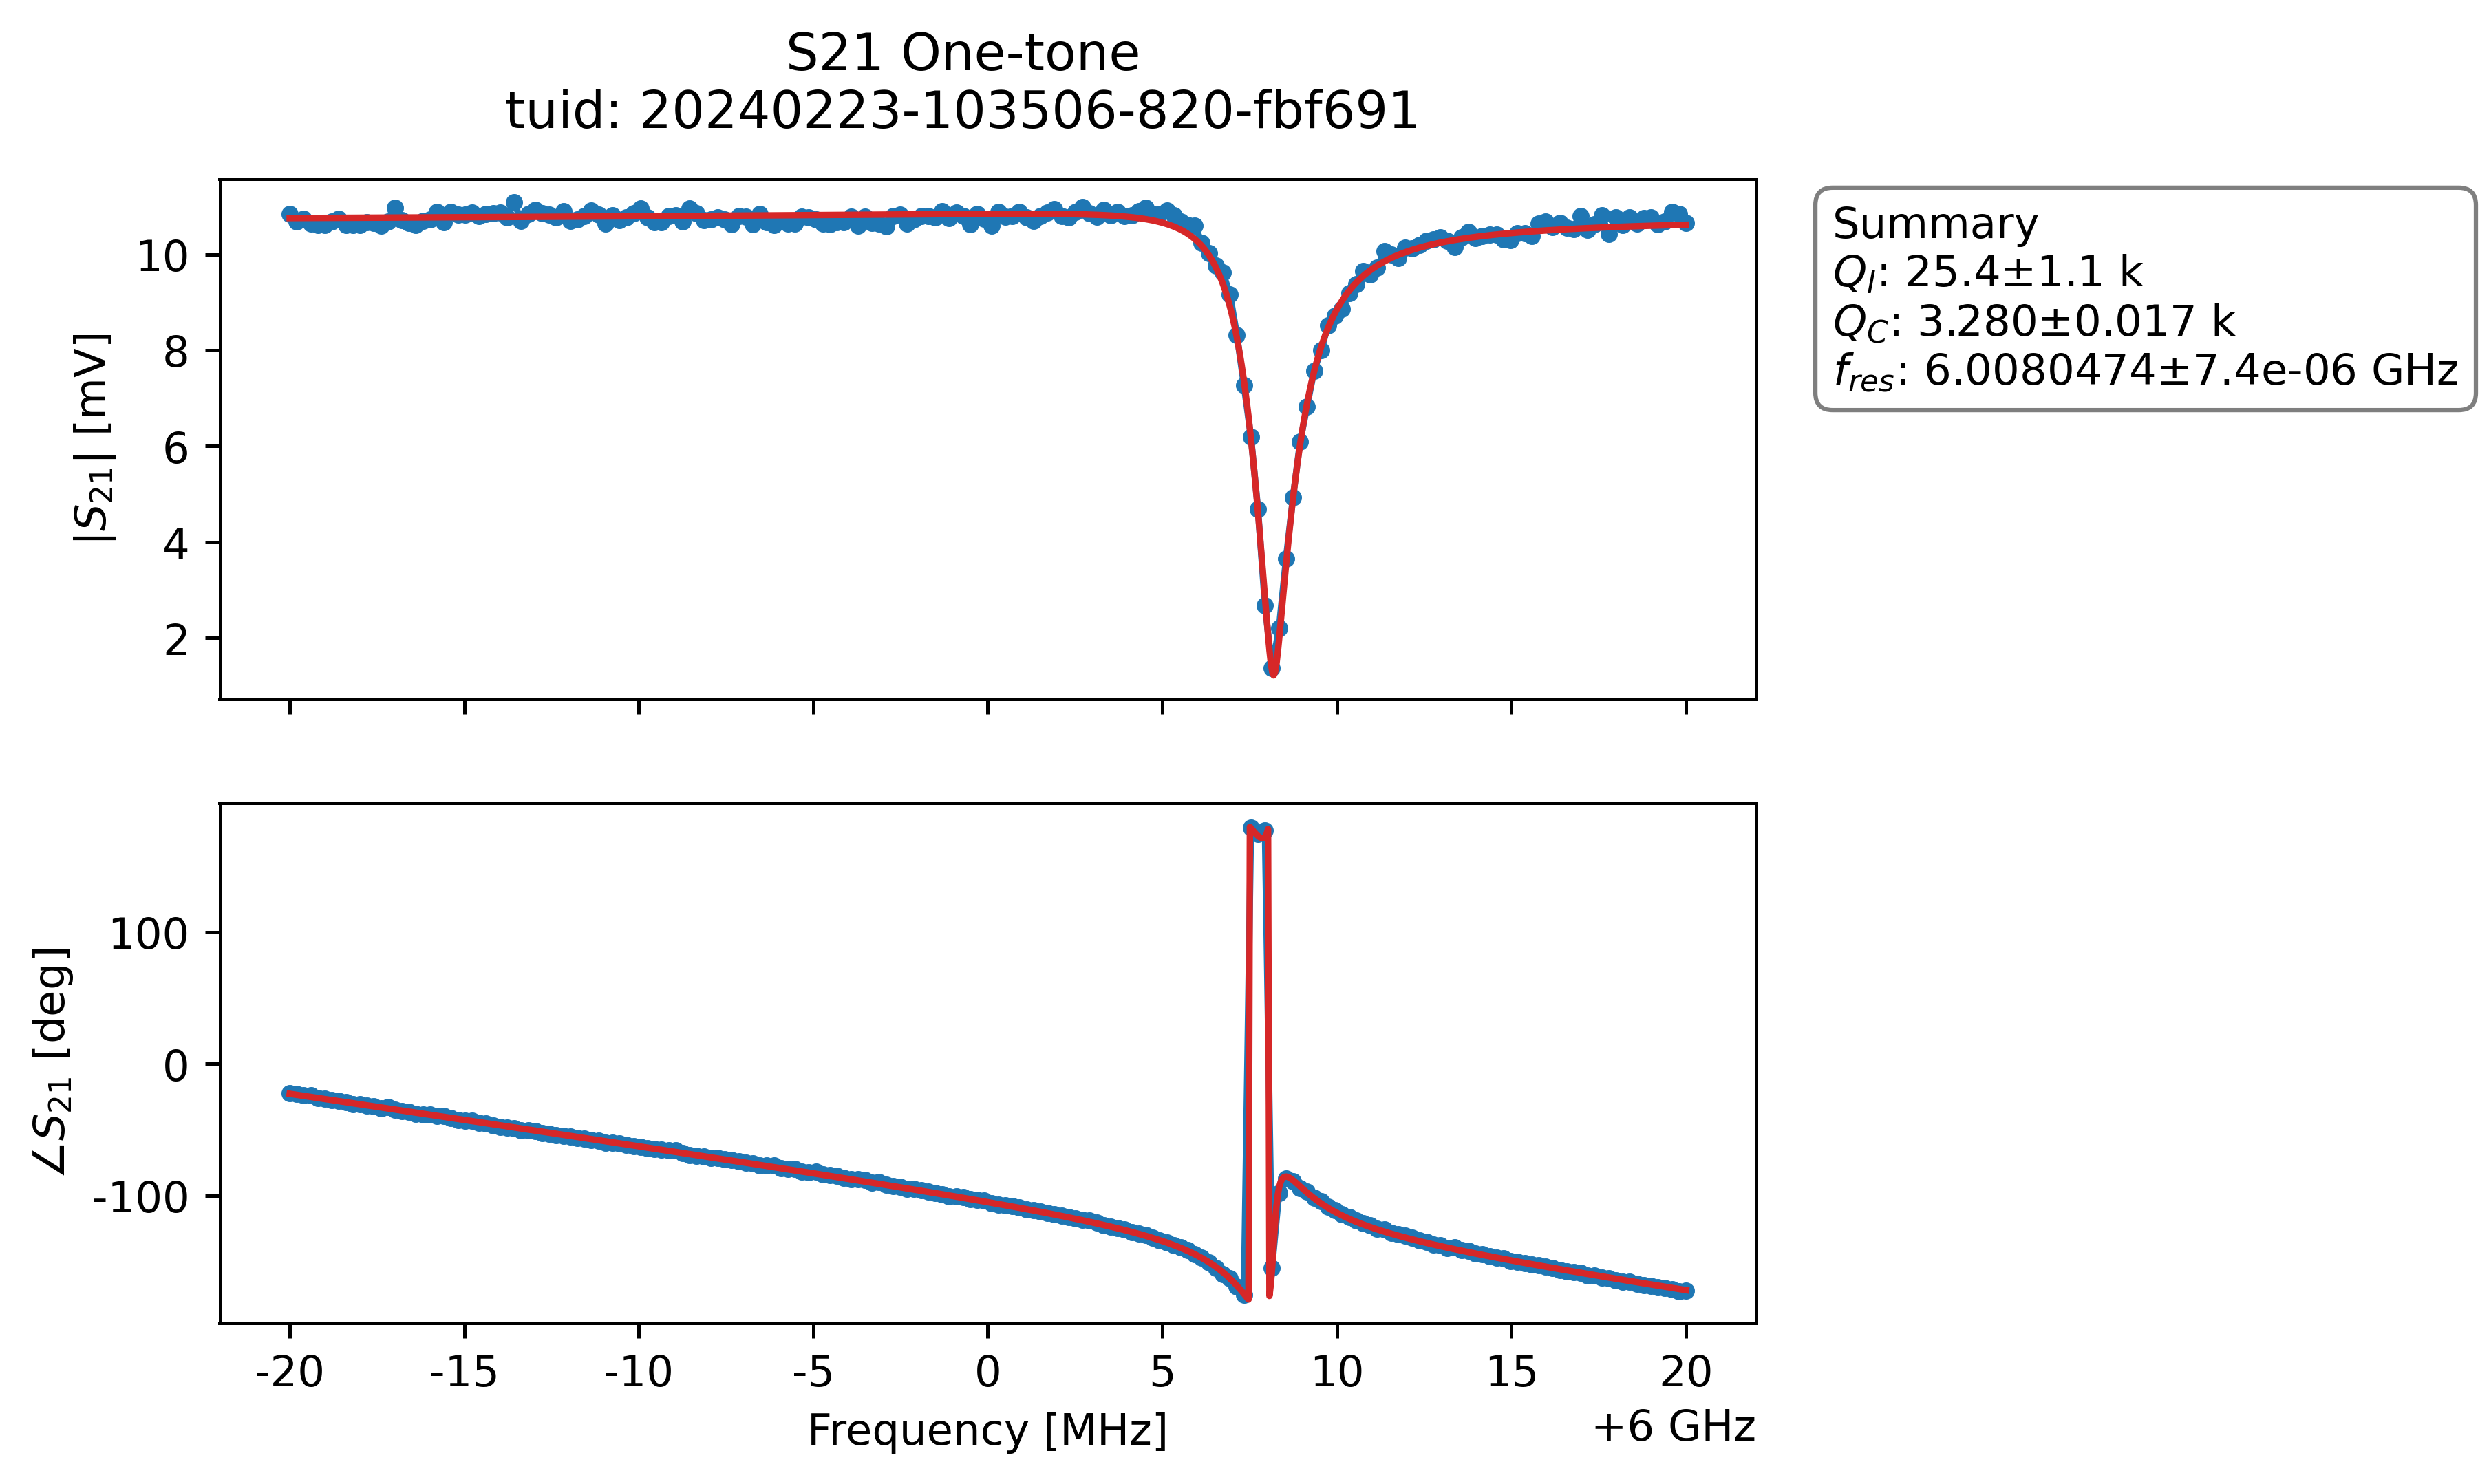 S21 One-tone
tuid: 20240223-103506-820-fbf691
|S21| [mV]
10
8
6
4
2
Summary
QI: 25.4±1.1 k
QC: 3.280±0.017 k
fres: 6.0080474±7.4e-06 GHz
∠S21 [deg]
100
0
-100
-20 -15 -10 -5 0 5 10 15 20
Frequency [MHz]
+6 GHz